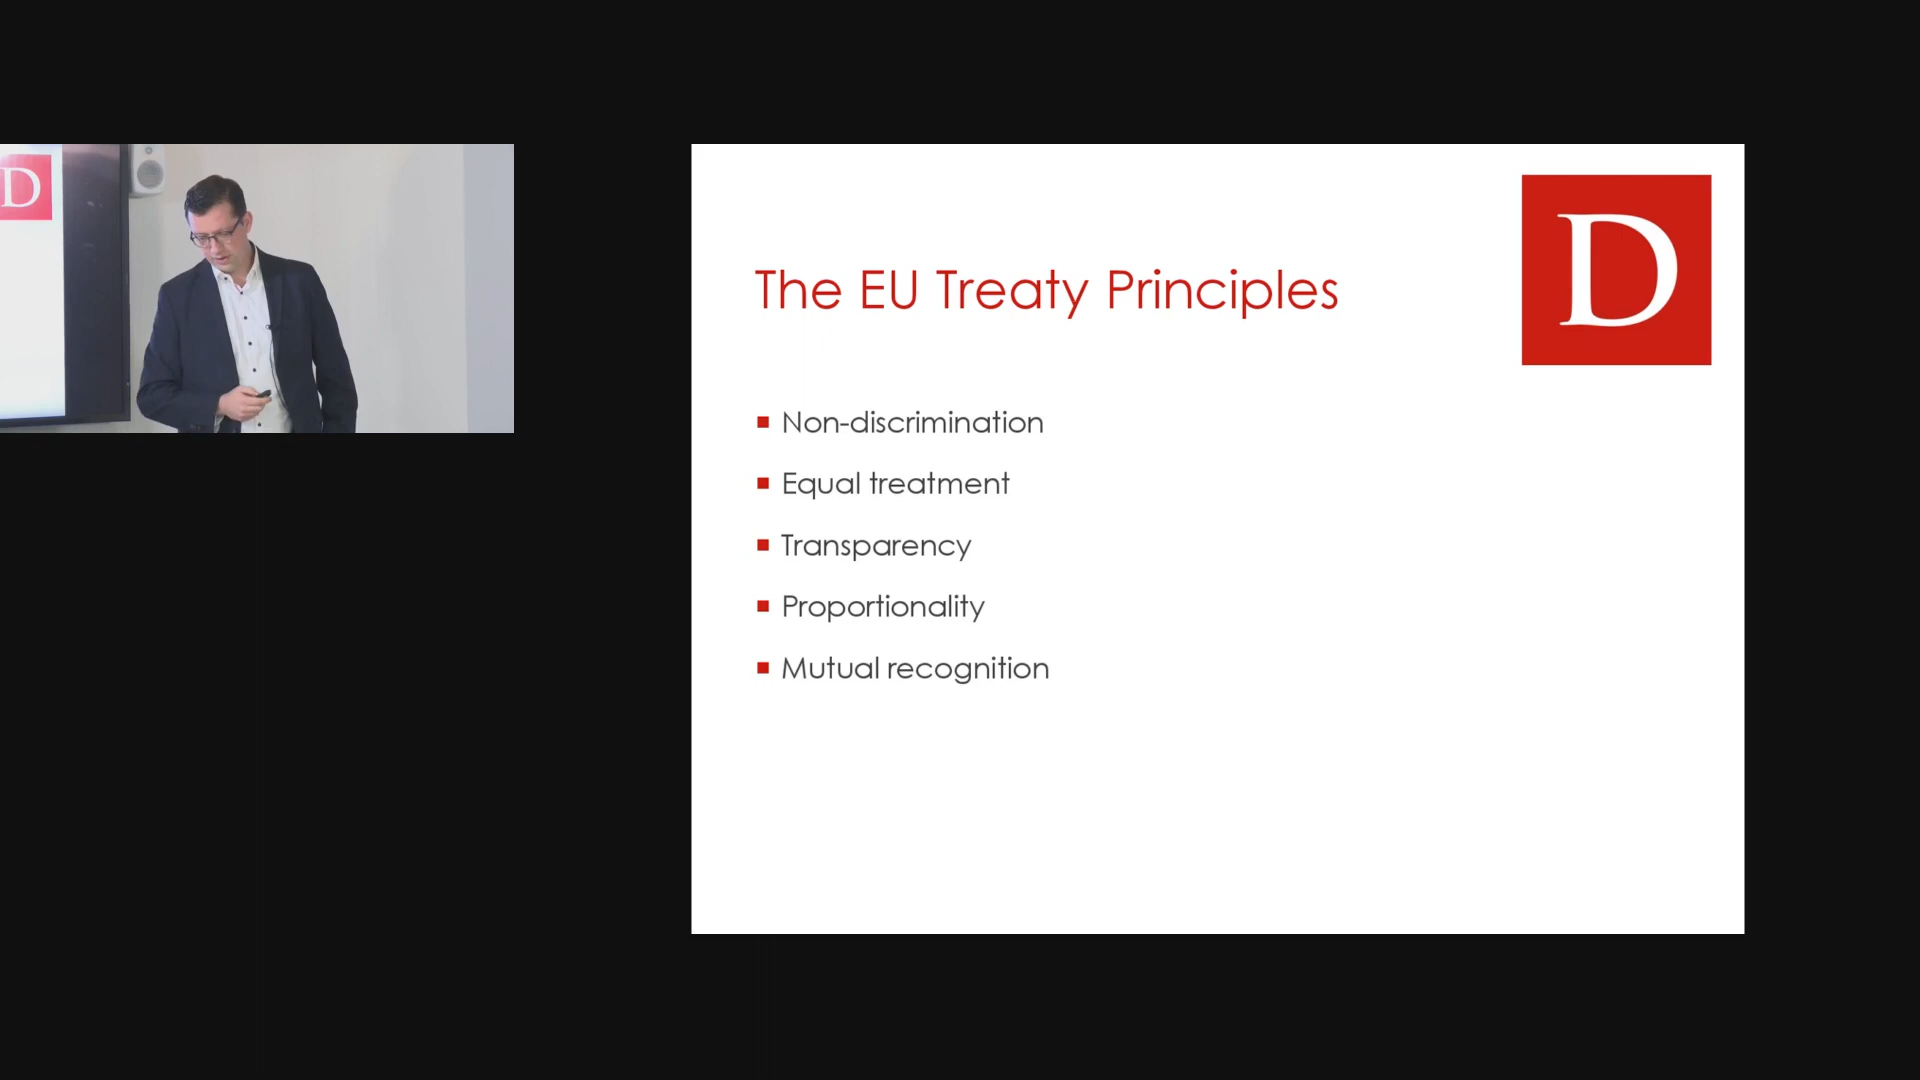 D
The EU Treaty Principles
D
Non-discrimination
Equal treatment
Transparency
Proportionality
Mutual recognition